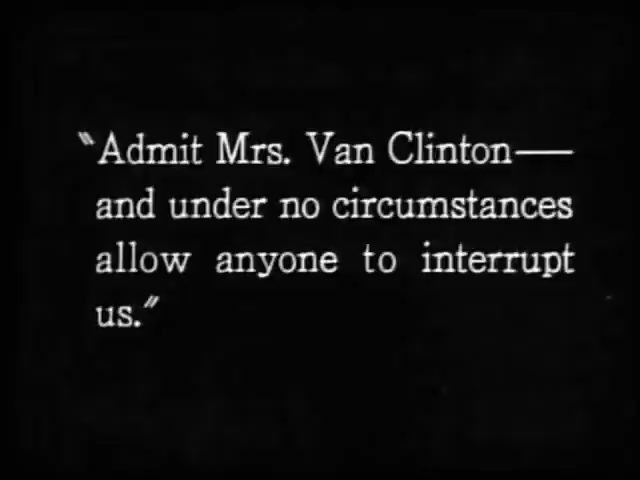 "Admit Mrs. Van Clinton—
and under no circumstances
allow anyone to interrupt
us."